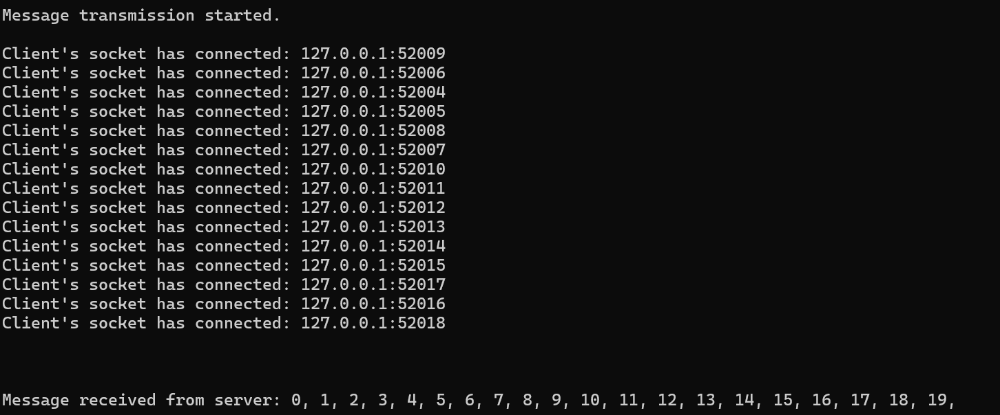 Message transmission started.
Client's socket has connected: 127.0.0.1:52009
Client's socket has connected: 127.0.0.1:52006
Client's socket has connected: 127.0.0.1:52004
Client's socket has connected: 127.0.0.1:52005
Client's socket has connected: 127.0.0.1:52008
Client's socket has connected: 127.0.0.1:52007
Client's socket has connected: 127.0.0.1:52010
Client's socket has connected: 127.0.0.1:52011
Client's socket has connected: 127.0.0.1:52012
Client's socket has connected: 127.0.0.1:52013
Client's socket has connected: 127.0.0.1:52014
Client's socket has connected: 127.0.0.1:52015
Client's socket has connected: 127.0.0.1:52017
Client's socket has connected: 127.0.0.1:52016
Client's socket has connected: 127.0.0.1:52018
Message received from server: 0, 1, 2, 3, 4, 5, 6, 7, 8, 9, 10, 11, 12, 13, 14, 15, 16, 17, 18, 19,